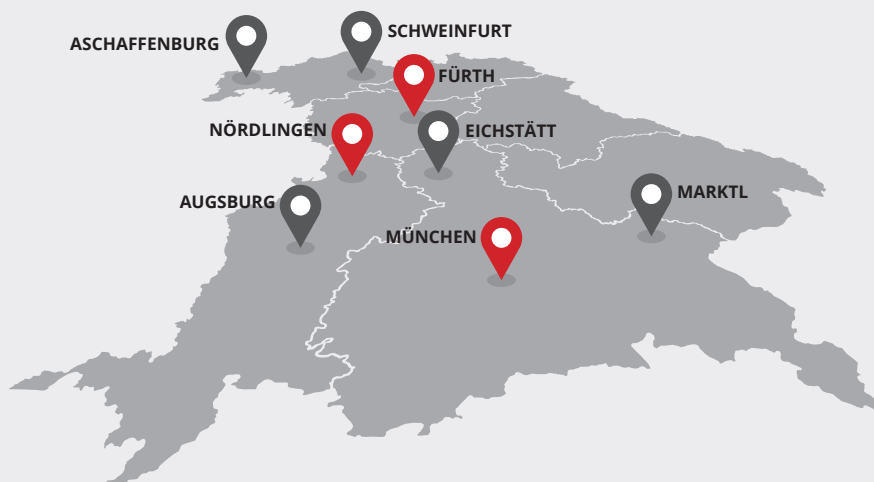 SCHWEINFURT
ASCHAFFENBURG
FÜRTH
NÖRDLINGEN
EICHSTÄTT
MARKTL
AUGSBURG
MÜNCHEN